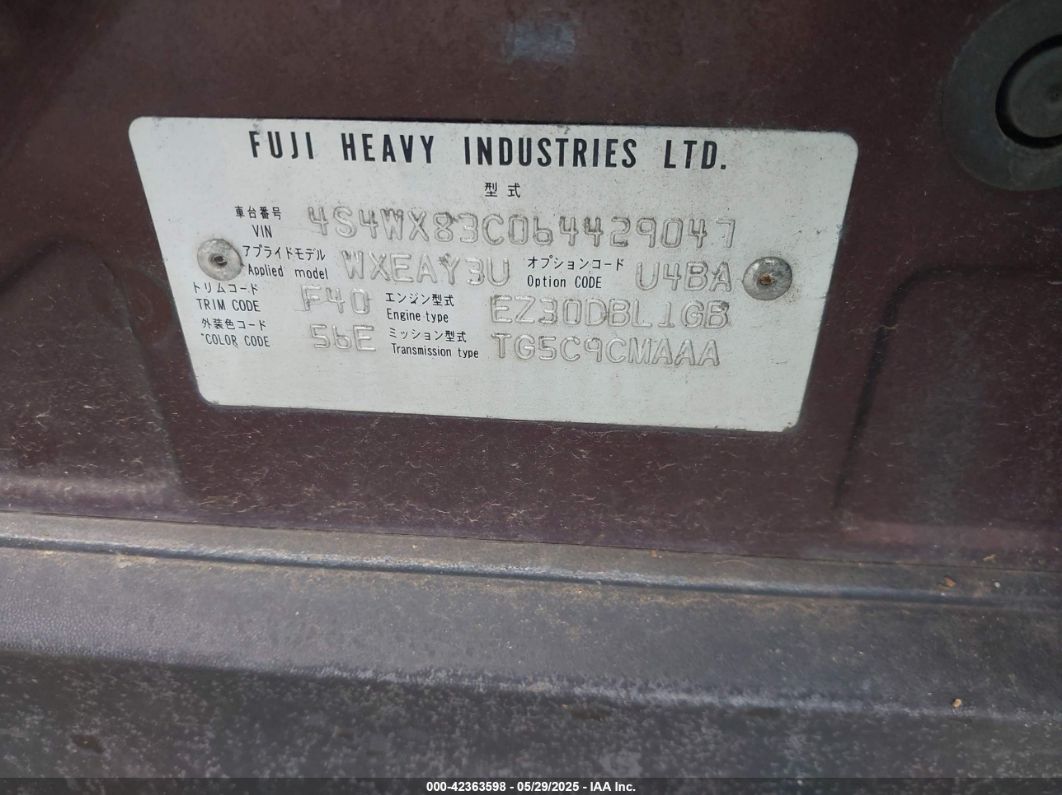 FUJI HEAVY INDUSTRIES LTD.
型式
車台番号
VIN 4S4WX83C064429047
アプライドモデル
Applied model WXEAY3U
オプションコード
Option CODE U4BA
トリムコード
TRIM CODE F40
エンジン型式
Engine type EZ30DBL1GB
外装色コード
COLOR CODE 56E
ミッション型式
Transmission type TG5C9CMAAA
000-42363598 - 05/29/2025 - IAA Inc.